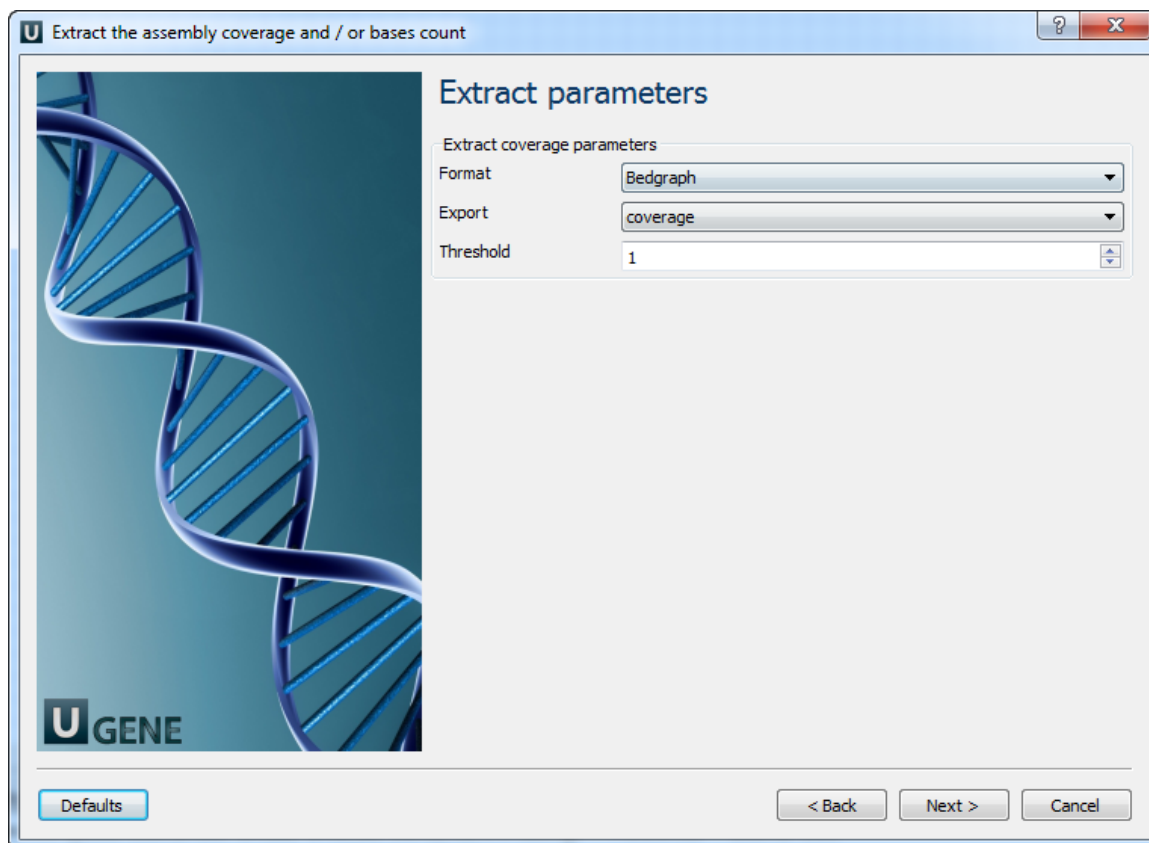 U Extract the assembly coverage and / or bases count
? X
Extract parameters
Extract coverage parameters
Format Bedgraph
Export coverage
Threshold 1
U GENE
Defaults < Back Next > Cancel